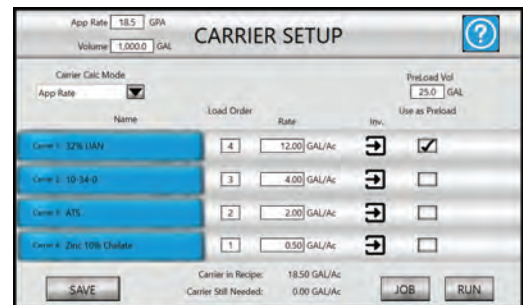 App Rate 18.5 GPA
Volume 1,000.0 GAL
CARRIER SETUP
?
Carrier Calc Mode
App Rate
PreLoad Vol
25.0 GAL
Name Load Order Rate Inv. Use as Preload
Carrier 1: 32% UAN 4 12.00 GAL/Ac
Carrier 2: 10-34-0 3 4.00 GAL/Ac
Carrier 3: ATS 2 2.00 GAL/Ac
Carrier 4: Zinc 10% Chelate 1 0.50 GAL/Ac
Carrier in Recipe: 18.50 GAL/Ac
Carrier Still Needed: 0.00 GAL/Ac
SAVE JOB RUN